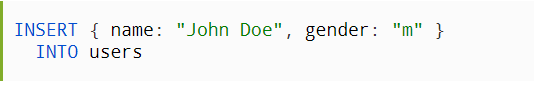 INSERT { name: "John Doe", gender: "m" }
  INTO users